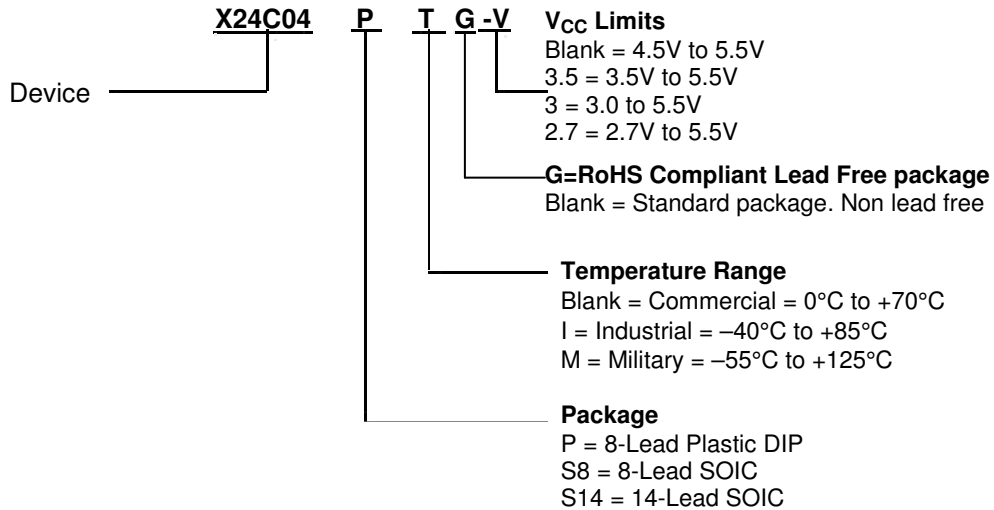 X24C04 P T G -V
Device
VCC Limits
Blank = 4.5V to 5.5V
3.5 = 3.5V to 5.5V
3 = 3.0 to 5.5V
2.7 = 2.7V to 5.5V
G=RoHS Compliant Lead Free package
Blank = Standard package. Non lead free
Temperature Range
Blank = Commercial = 0°C to +70°C
I = Industrial = –40°C to +85°C
M = Military = –55°C to +125°C
Package
P = 8-Lead Plastic DIP
S8 = 8-Lead SOIC
S14 = 14-Lead SOIC